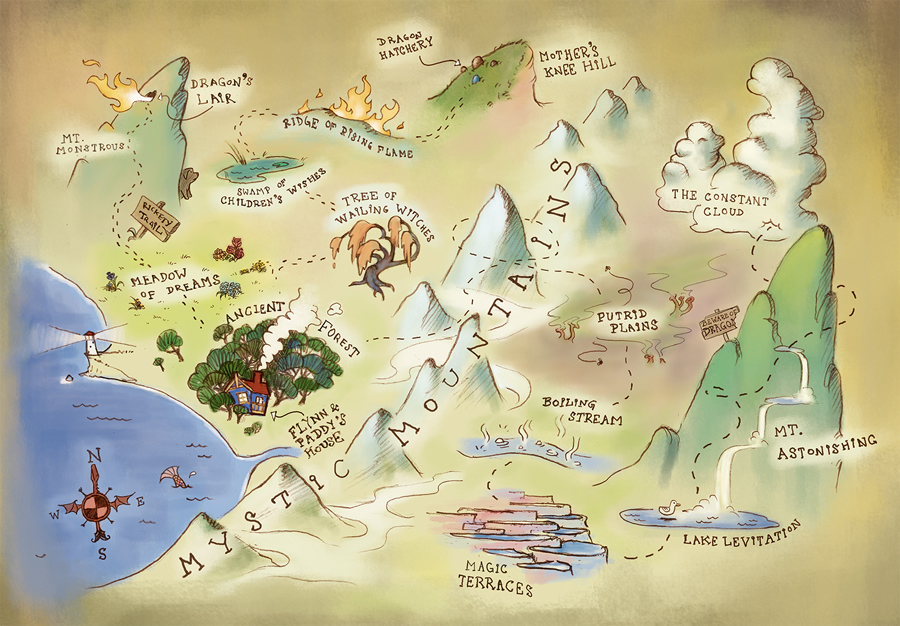 DRAGON
HATCHERY
MOTHER'S
KNEE HILL
DRAGON'S
LAIR
MT.
MONSTROUS
RIDGE OF RISING FLAME
SWAMP OF
CHILDREN'S WISHES
TREE OF
WAILING WITCHES
THE CONSTANT
CLOUD
RICKETY
TRAIL
MEADOW
OF DREAMS
ANCIENT
FOREST
PUTRID
PLAINS
BEWARE OF
DRAGON
FLYNN &
PADDY'S
HOUSE
BOILING
STREAM
MT.
ASTONISHING
MYSTIC MOUNTAINS
N
W E
S
LAKE LEVITATION
MAGIC
TERRACES